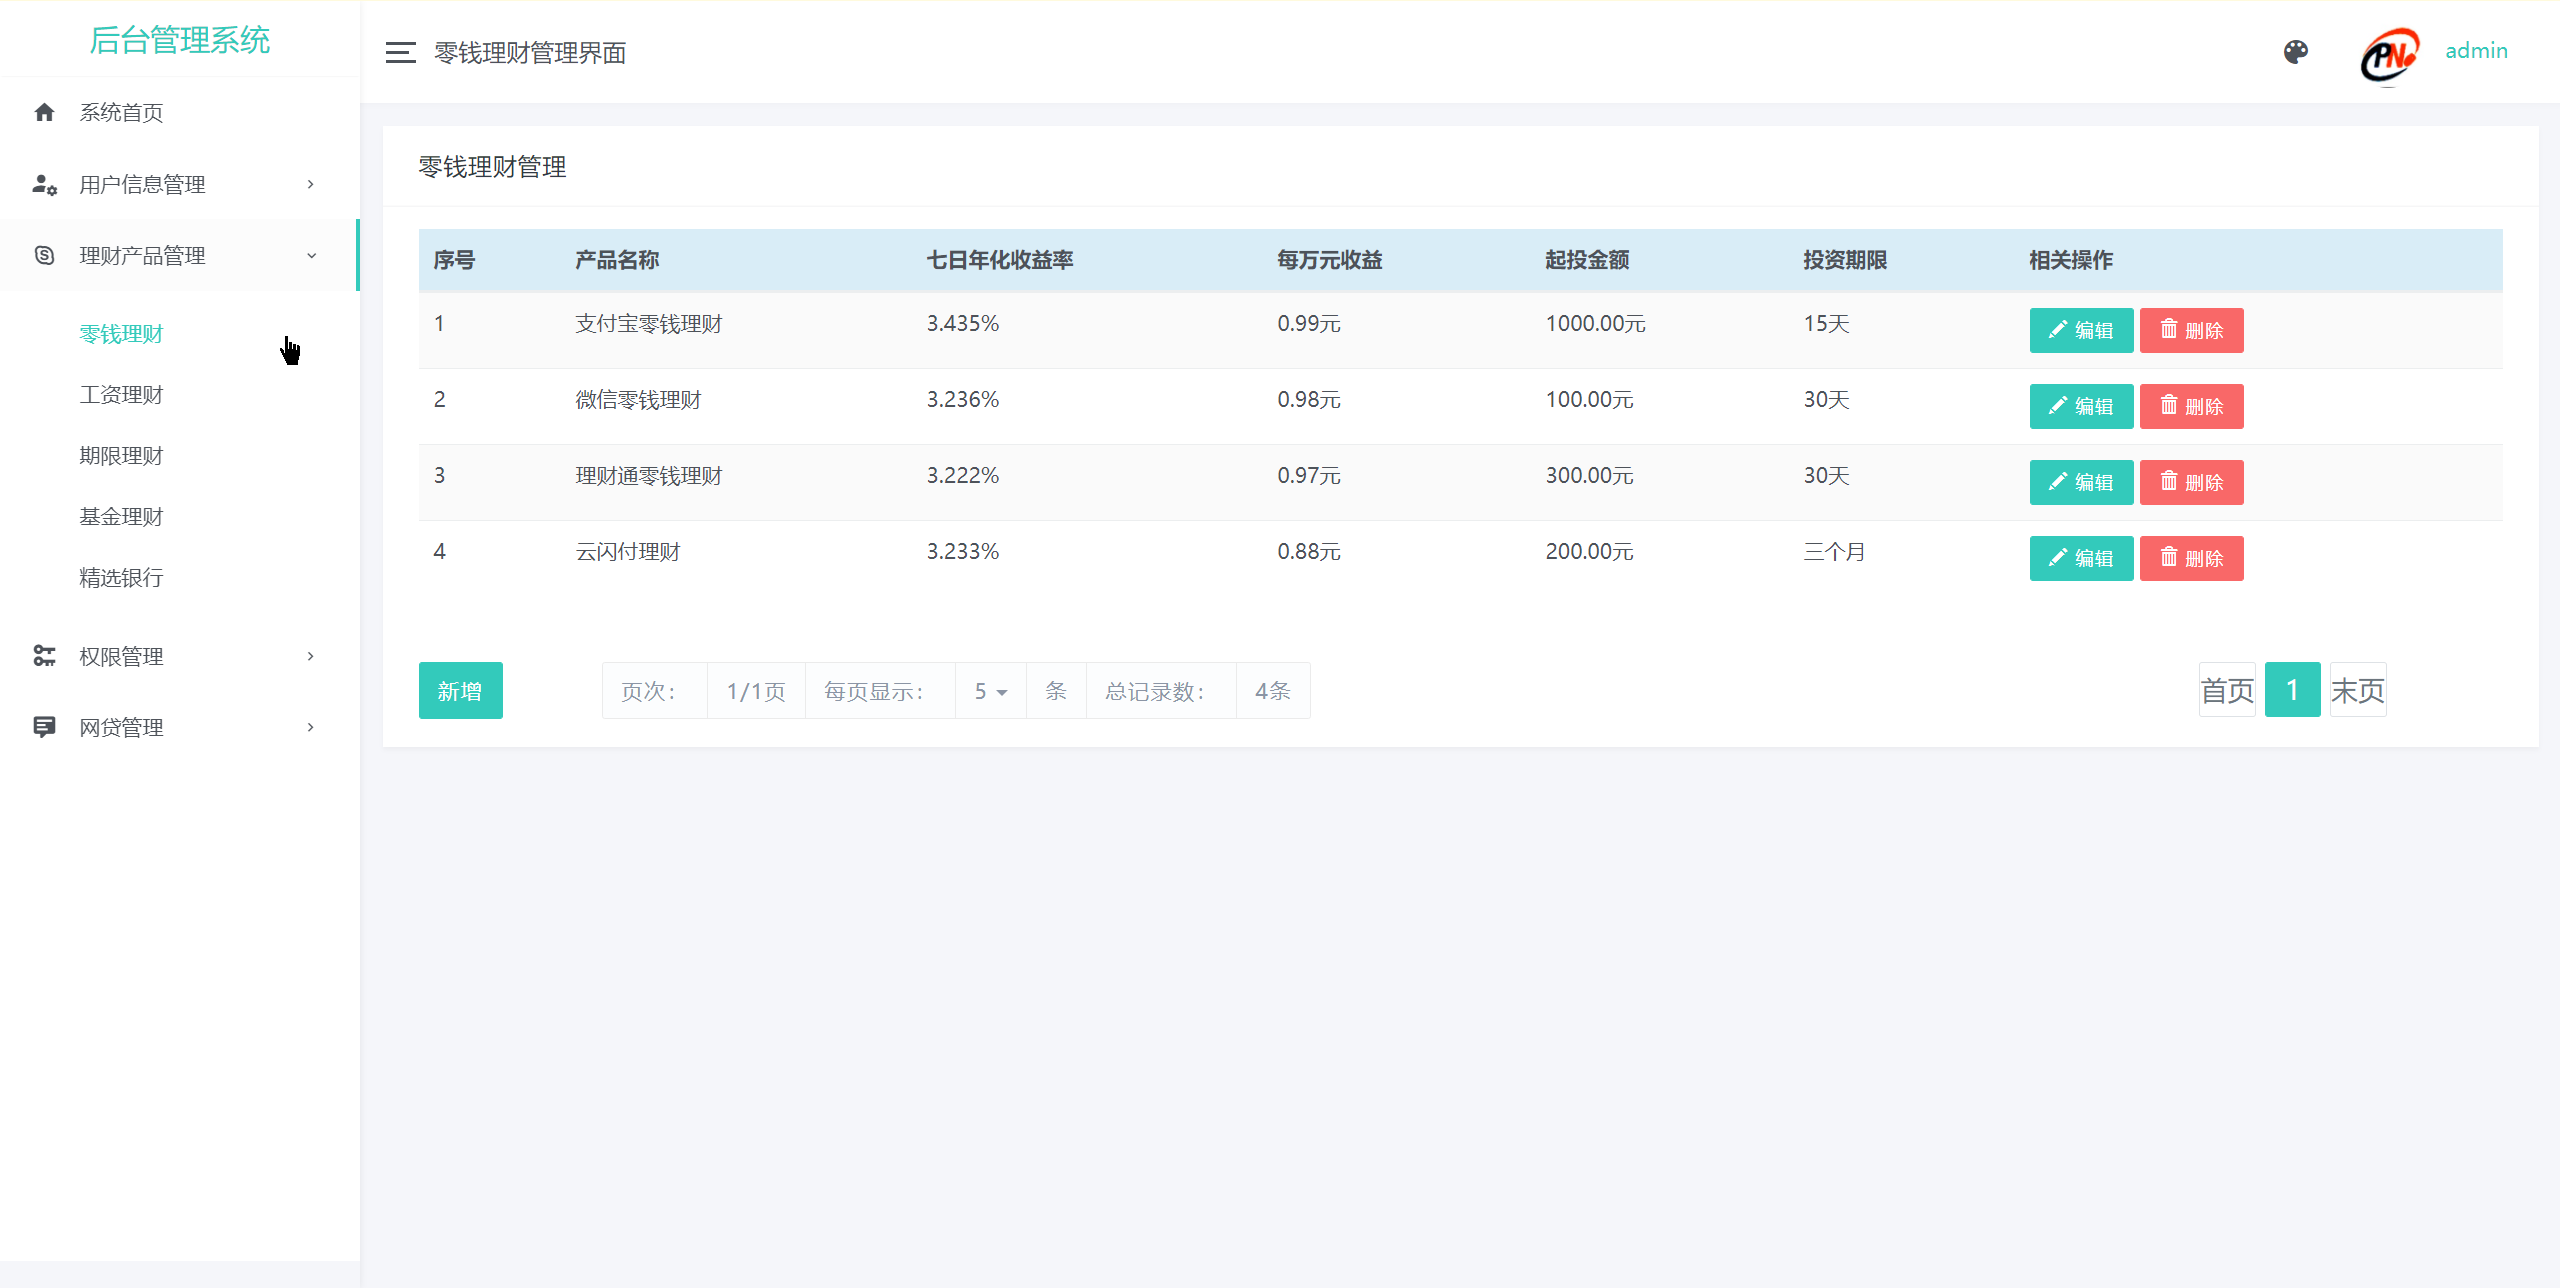 后台管理系统
系统首页
用户信息管理
理财产品管理
零钱理财
工资理财
期限理财
基金理财
精选银行
权限管理
网贷管理
零钱理财管理界面
PN
admin
零钱理财管理
序号 产品名称 七日年化收益率 每万元收益 起投金额 投资期限 相关操作
1 支付宝零钱理财 3.435% 0.99元 1000.00元 15天 编辑 删除
2 微信零钱理财 3.236% 0.98元 100.00元 30天 编辑 删除
3 理财通零钱理财 3.222% 0.97元 300.00元 30天 编辑 删除
4 云闪付理财 3.233% 0.88元 200.00元 三个月 编辑 删除
新增 页次： 1/1页 每页显示： 5 条 总记录数： 4条 首页 1 末页